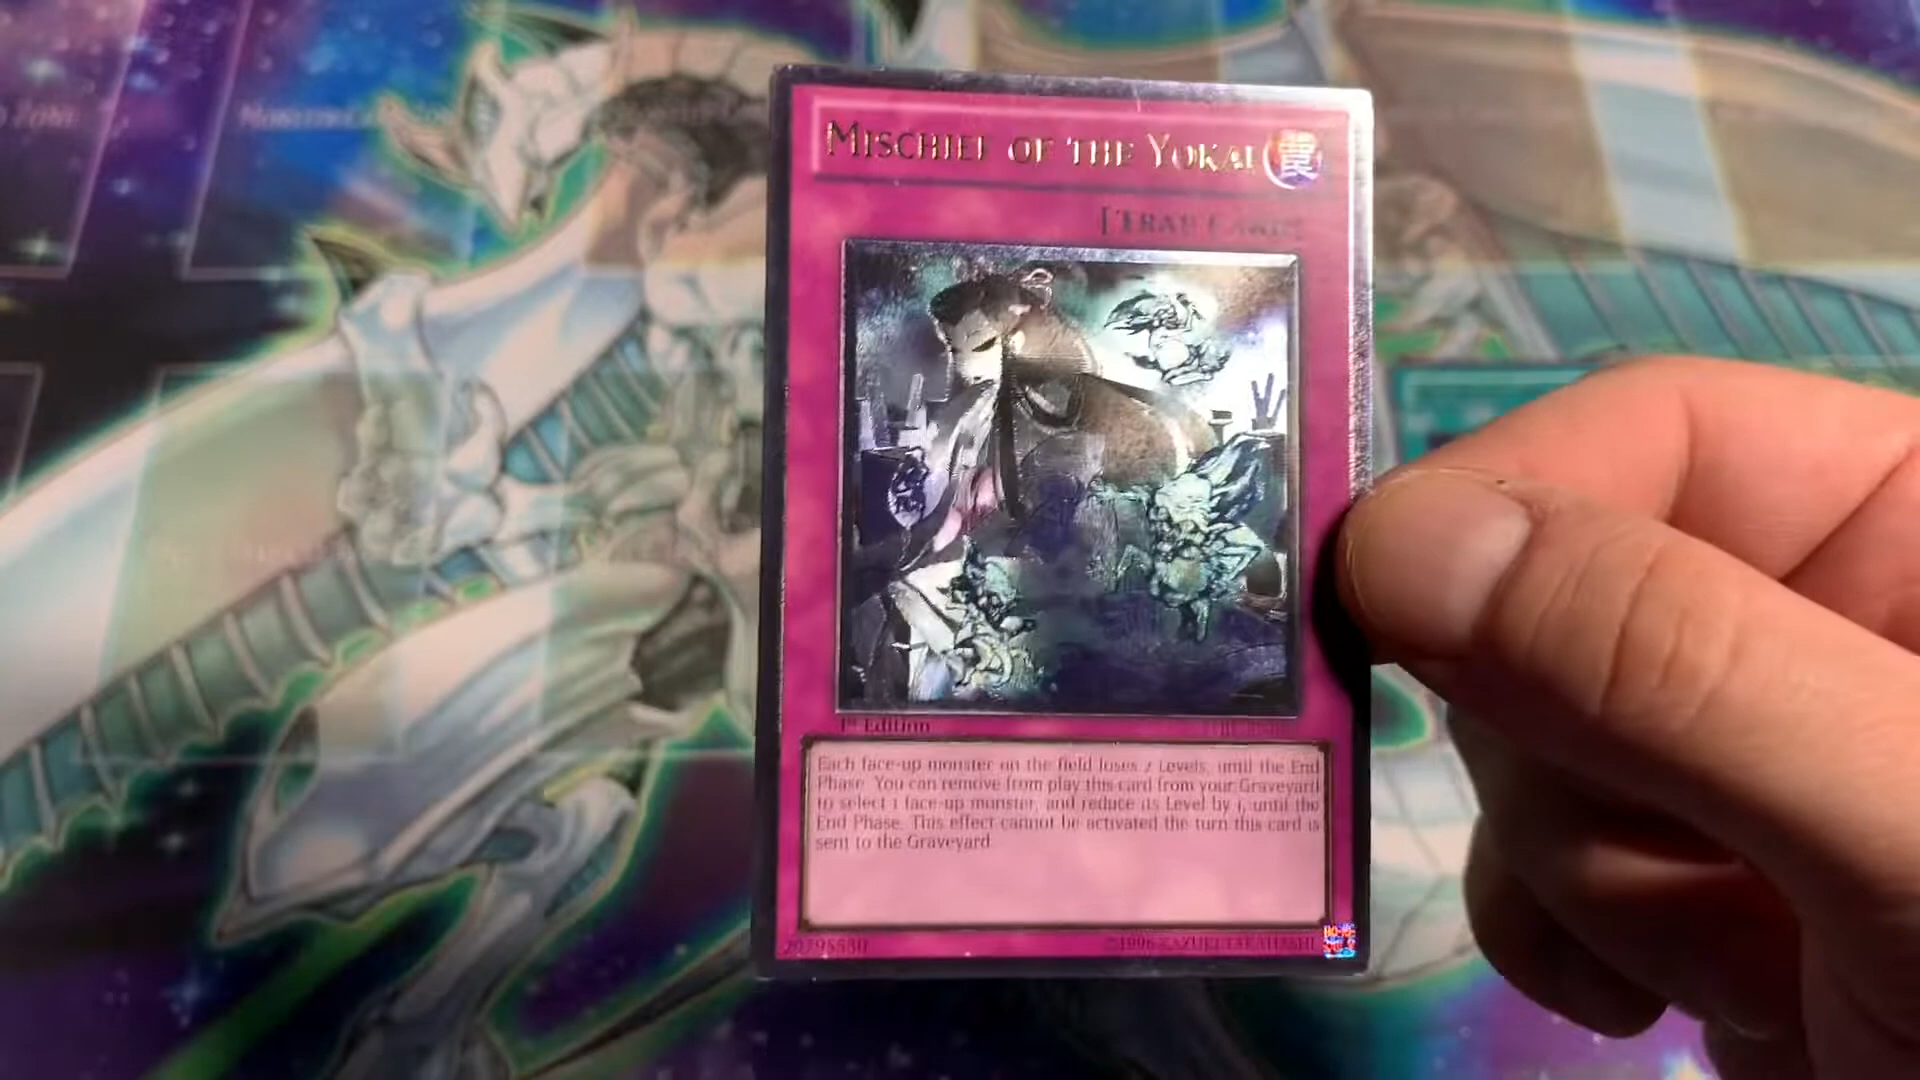 MISCHIEF OF THE YOKAI
[TRAP CARD]
1st Edition
Each face-up monster on the field loses 2 Levels, until the End
Phase. You can remove from play this card from your Graveyard
to select 1 face-up monster, and reduce its Level by 1, until the
End Phase. This effect cannot be activated the turn this card is
sent to the Graveyard.
©1996 KAZUKI TAKAHASHI